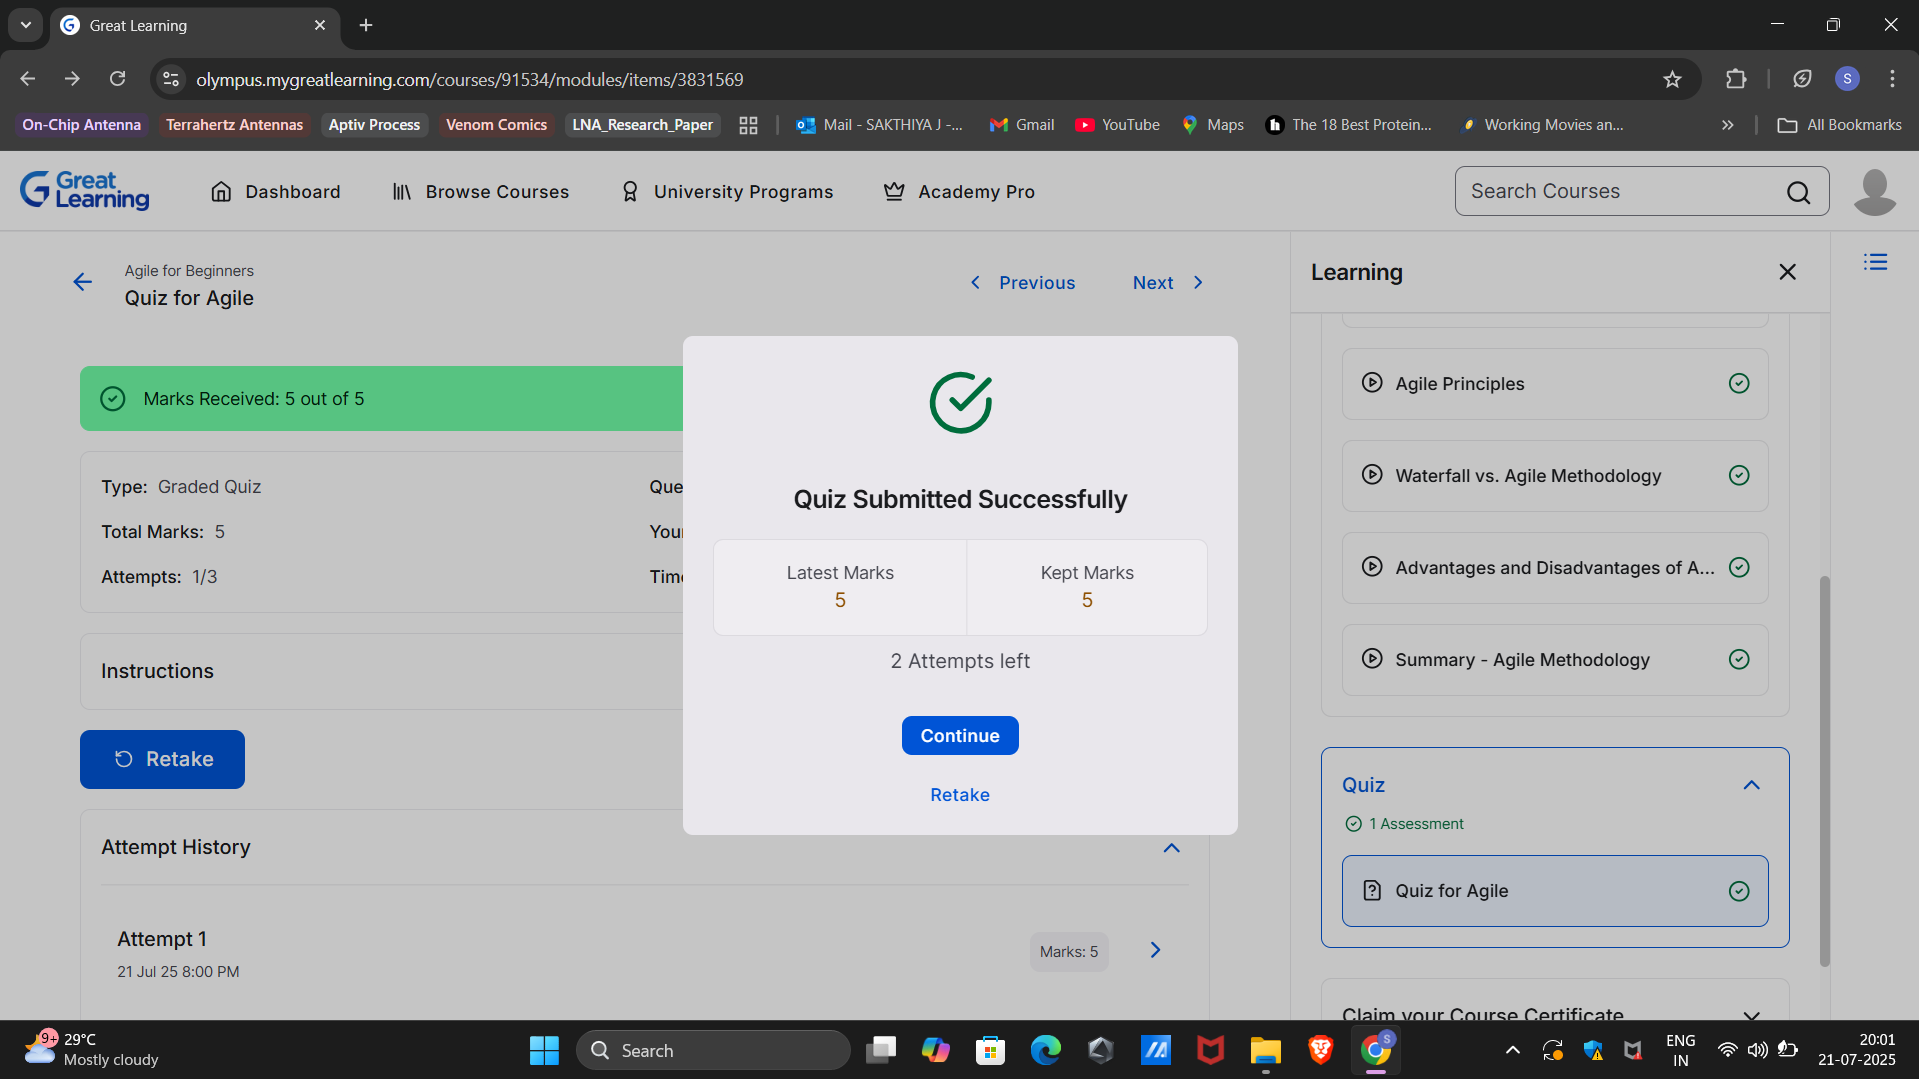 Great Learning
olympus.mygreatlearning.com/courses/91534/modules/items/3831569
S
On-Chip Antenna
Terrahertz Antennas
Aptiv Process
Venom Comics
LNA_Research_Paper
Mail - SAKTHIYA J -...
Gmail
YouTube
Maps
The 18 Best Protein...
Working Movies an...
All Bookmarks
Great
Learning
Dashboard
Browse Courses
University Programs
Academy Pro
Search Courses
Agile for Beginners
Quiz for Agile
Previous
Next
Marks Received: 5 out of 5
Type: Graded Quiz
Que
Total Marks: 5
You
Attempts: 1/3
Time
Instructions
Retake
Attempt History
Attempt 1
21 Jul 25 8:00 PM
Marks: 5
Quiz Submitted Successfully
Latest Marks
5
Kept Marks
5
2 Attempts left
Continue
Retake
Learning
Agile Principles
Waterfall vs. Agile Methodology
Advantages and Disadvantages of A...
Summary - Agile Methodology
Quiz
1 Assessment
Quiz for Agile
Claim your Course Certificate
9+
29°C
Mostly cloudy
Search
S
ENG
IN
20:01
21-07-2025